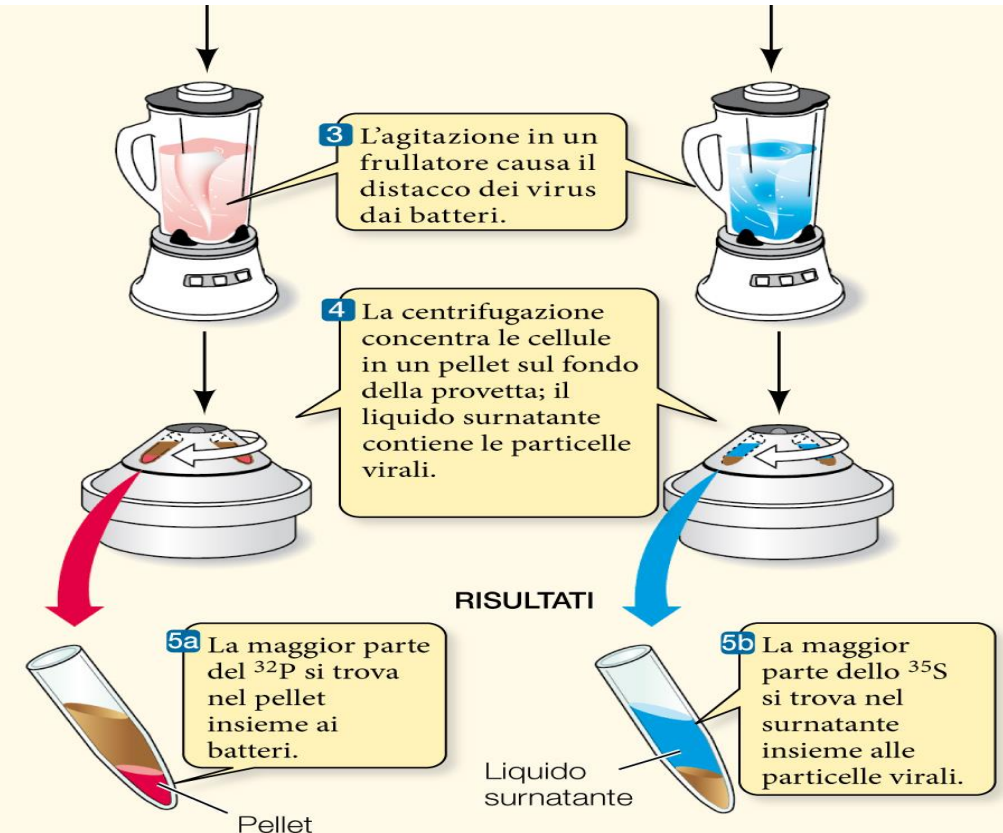 3 L’agitazione in un
frullatore causa il
distacco dei virus
dai batteri.
4 La centrifugazione
concentra le cellule
in un pellet sul fondo
della provetta; il
liquido surnatante
contiene le particelle
virali.
RISULTATI
5a La maggior parte
del ³²P si trova
nel pellet
insieme ai
batteri.
Pellet
5b La maggior
parte dello ³⁵S
si trova nel
surnatante
insieme alle
particelle virali.
Liquido
surnatante